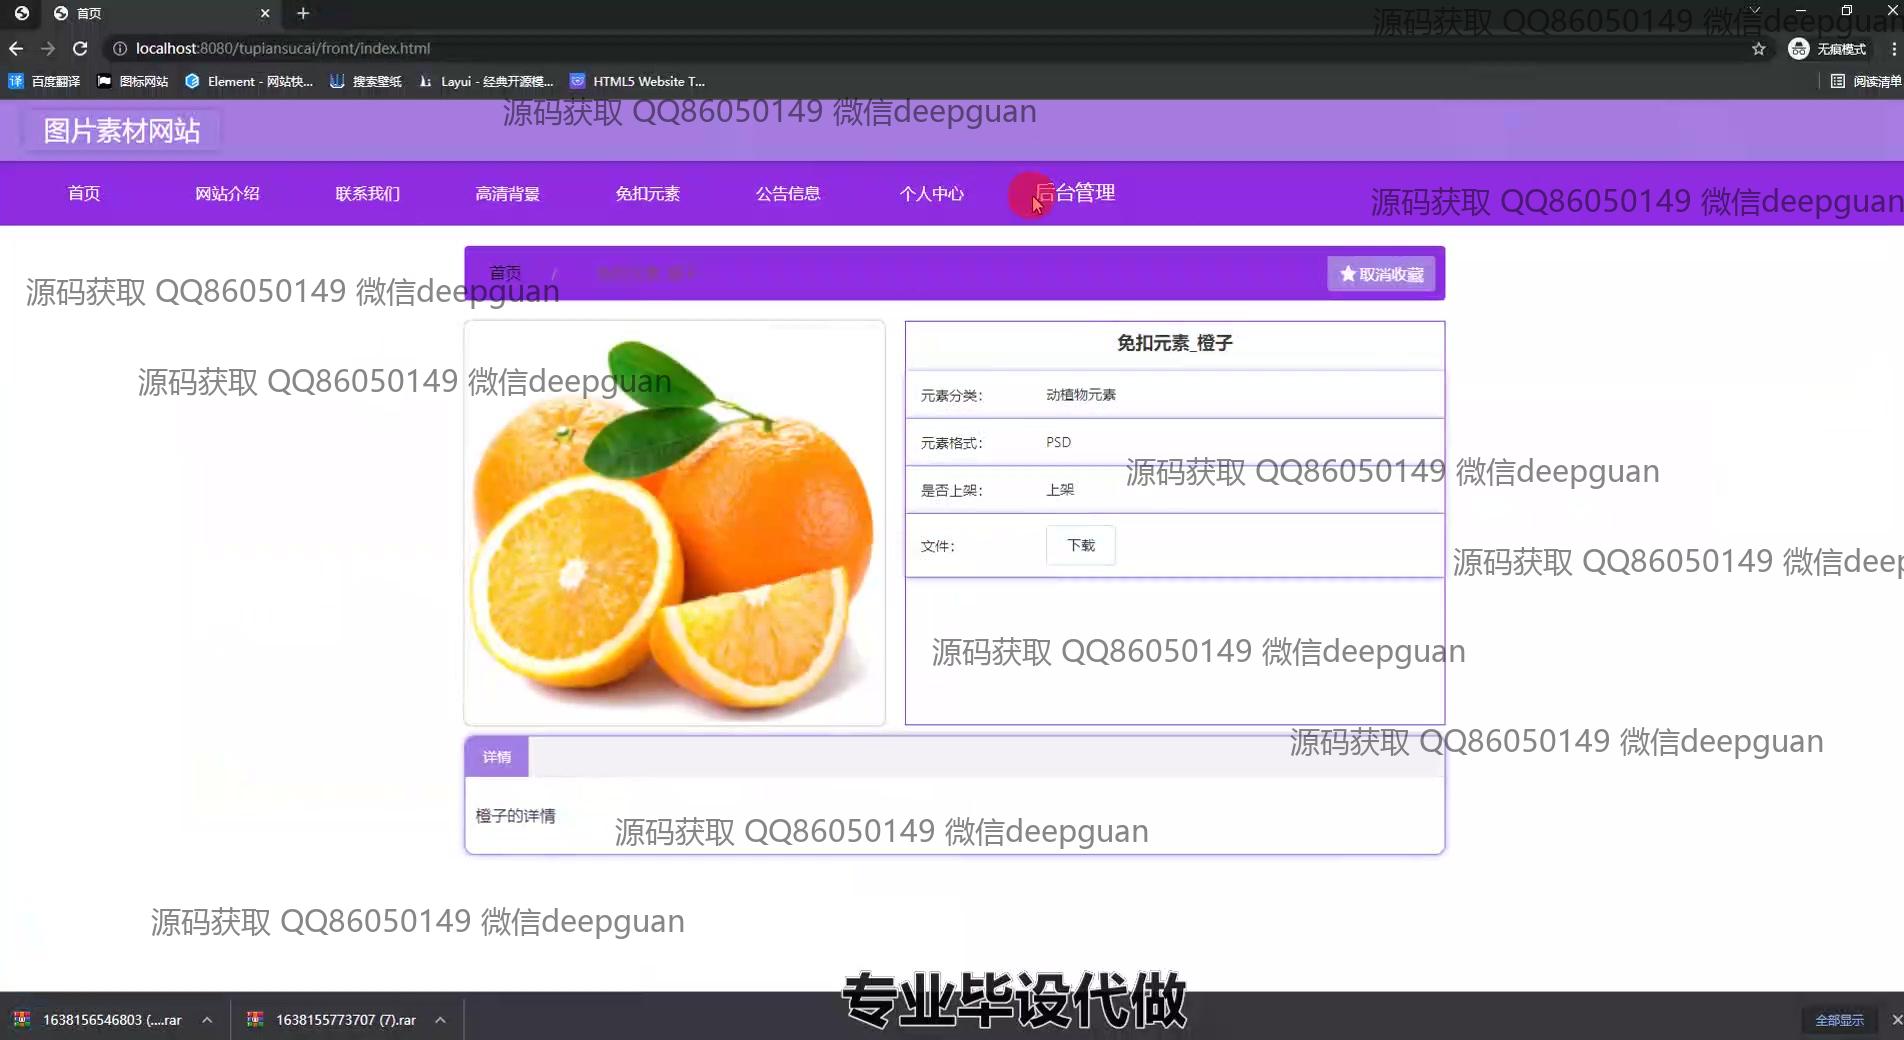 首页
localhost:8080/tupiansucai/front/index.html
无痕模式
百度翻译
图标网站
Element - 网站快...
搜索壁纸
Layui - 经典开源模...
HTML5 Website T...
阅读清单
源码获取 QQ86050149 微信deepguan
源码获取 QQ86050149 微信deepguan
图片素材网站
首页
网站介绍
联系我们
高清背景
免扣元素
公告信息
个人中心
后台管理
源码获取 QQ86050149 微信deepguan
首页 /
取消收藏
源码获取 QQ86050149 微信deepguan
免扣元素_橙子
源码获取 QQ86050149 微信deepguan
元素分类： 动植物元素
元素格式： PSD
源码获取 QQ86050149 微信deepguan
是否上架： 上架
文件： 下载
源码获取 QQ86050149 微信deep
源码获取 QQ86050149 微信deepguan
源码获取 QQ86050149 微信deepguan
详情
橙子的详情
源码获取 QQ86050149 微信deepguan
源码获取 QQ86050149 微信deepguan
专业毕设代做
1638156546803 (....rar
1638155773707 (7).rar
全部显示